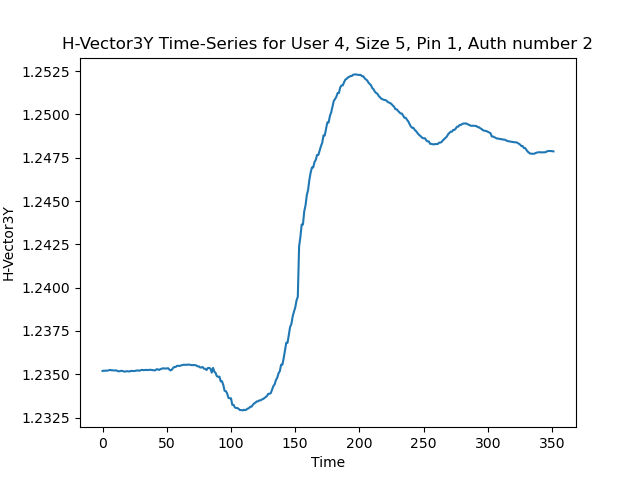 H-Vector3Y Time-Series for User 4, Size 5, Pin 1, Auth number 2
1.2525
1.2500
1.2475
1.2450
1.2425
1.2400
1.2375
1.2350
1.2325
H-Vector3Y
0 50 100 150 200 250 300 350
Time